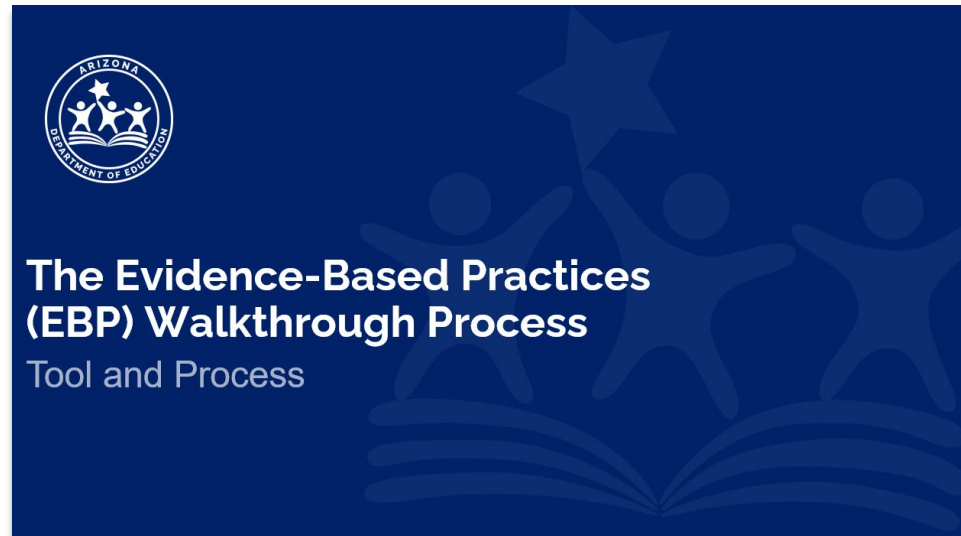 ARIZONA
DEPARTMENT OF EDUCATION
The Evidence-Based Practices
(EBP) Walkthrough Process
Tool and Process